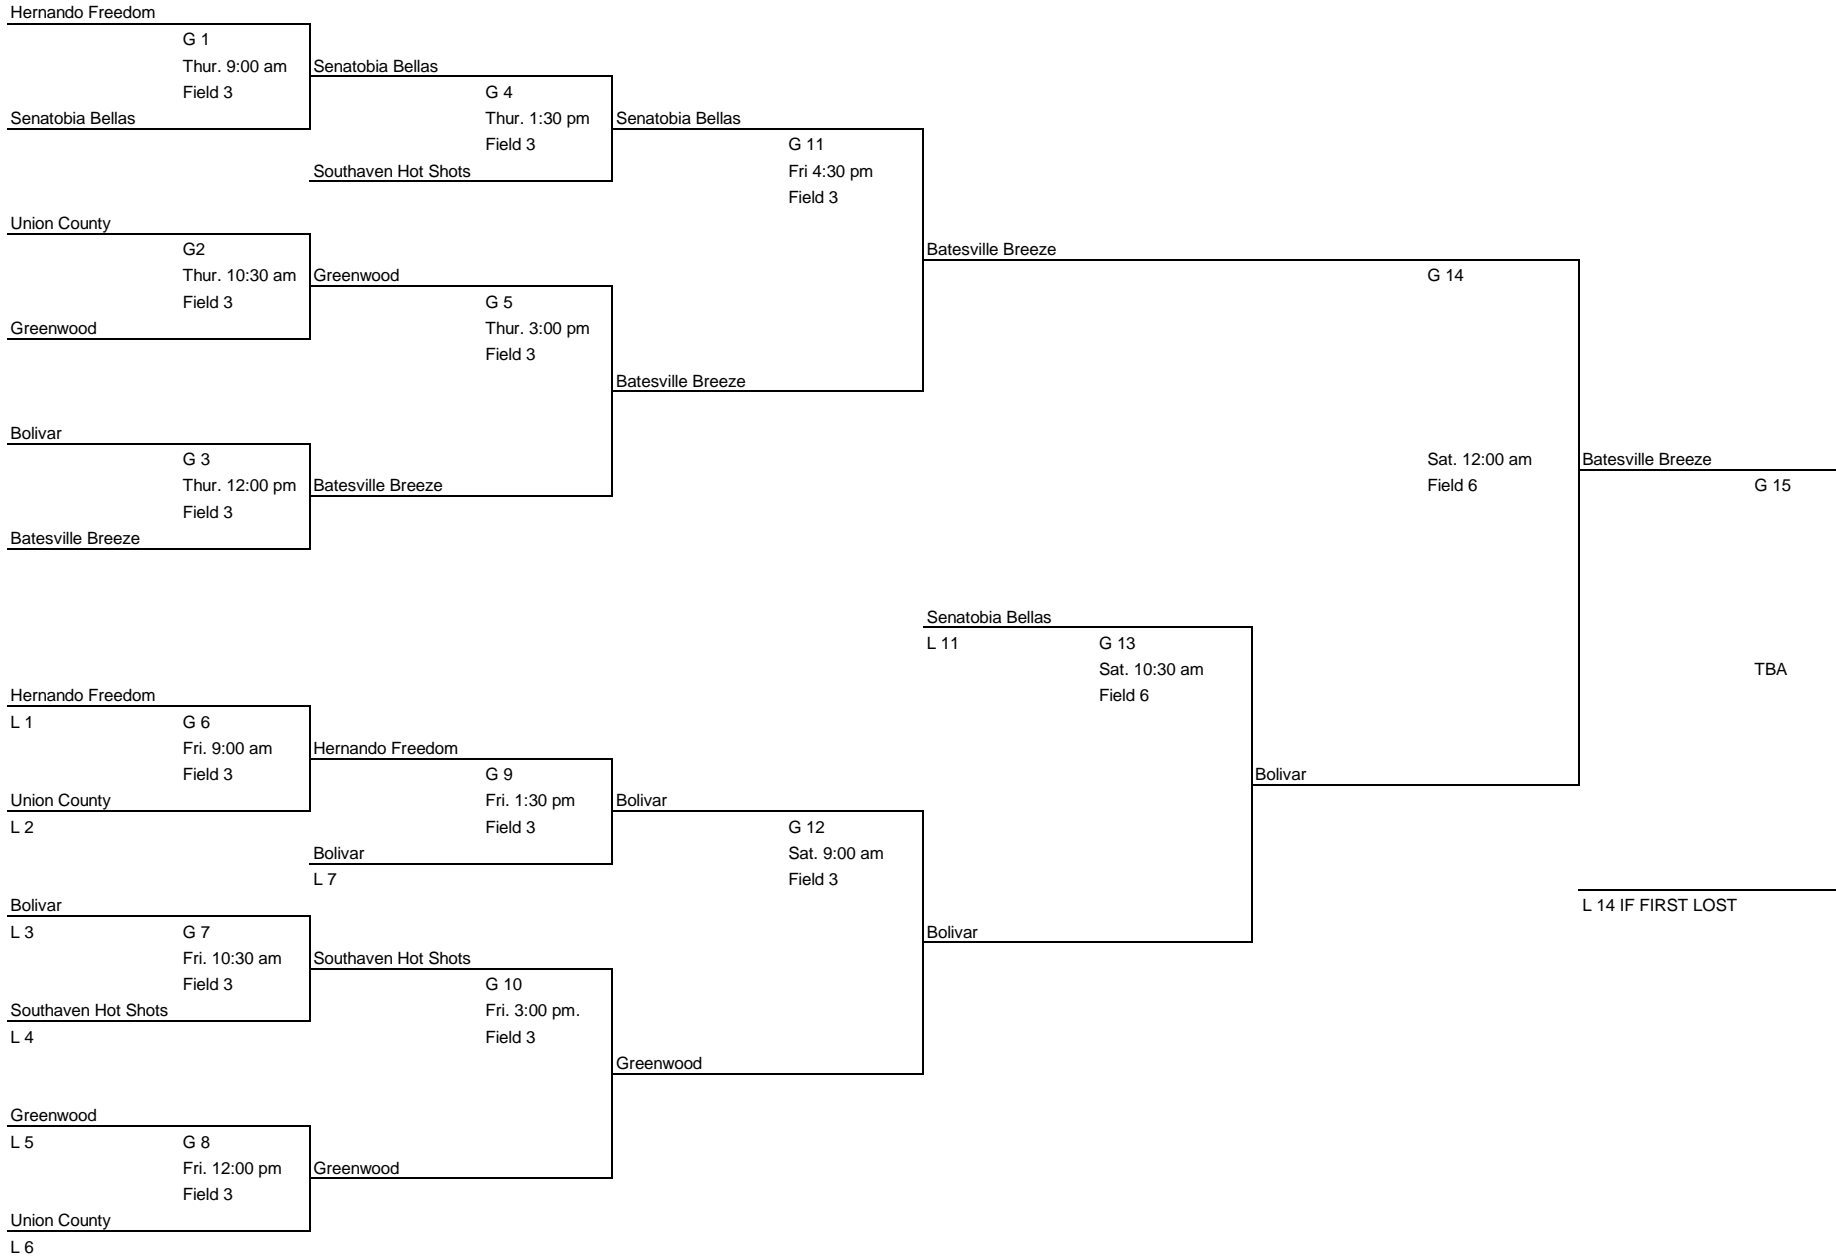 Hernando Freedom
G 1
Thur. 9:00 am
Field 3
Senatobia Bellas
Senatobia Bellas
G 4
Thur. 1:30 pm
Field 3
Southaven Hot Shots
Senatobia Bellas
G 11
Fri 4:30 pm
Field 3
Union County
G2
Thur. 10:30 am
Field 3
Greenwood
Greenwood
G 5
Thur. 3:00 pm
Field 3
Batesville Breeze
Bolivar
G 3
Thur. 12:00 pm
Field 3
Batesville Breeze
Batesville Breeze
Batesville Breeze
G 14
Sat. 12:00 am
Field 6
Batesville Breeze
G 15
TBA
L 14 IF FIRST LOST
Senatobia Bellas
L 11
G 13
Sat. 10:30 am
Field 6
Bolivar
Hernando Freedom
L 1
G 6
Fri. 9:00 am
Field 3
Union County
L 2
Hernando Freedom
G 9
Fri. 1:30 pm
Field 3
Bolivar
L 7
Bolivar
G 12
Sat. 9:00 am
Field 3
Bolivar
Bolivar
L 3
G 7
Fri. 10:30 am
Field 3
Southaven Hot Shots
L 4
Southaven Hot Shots
G 10
Fri. 3:00 pm.
Field 3
Greenwood
Greenwood
L 5
G 8
Fri. 12:00 pm
Field 3
Greenwood
Union County
L 6